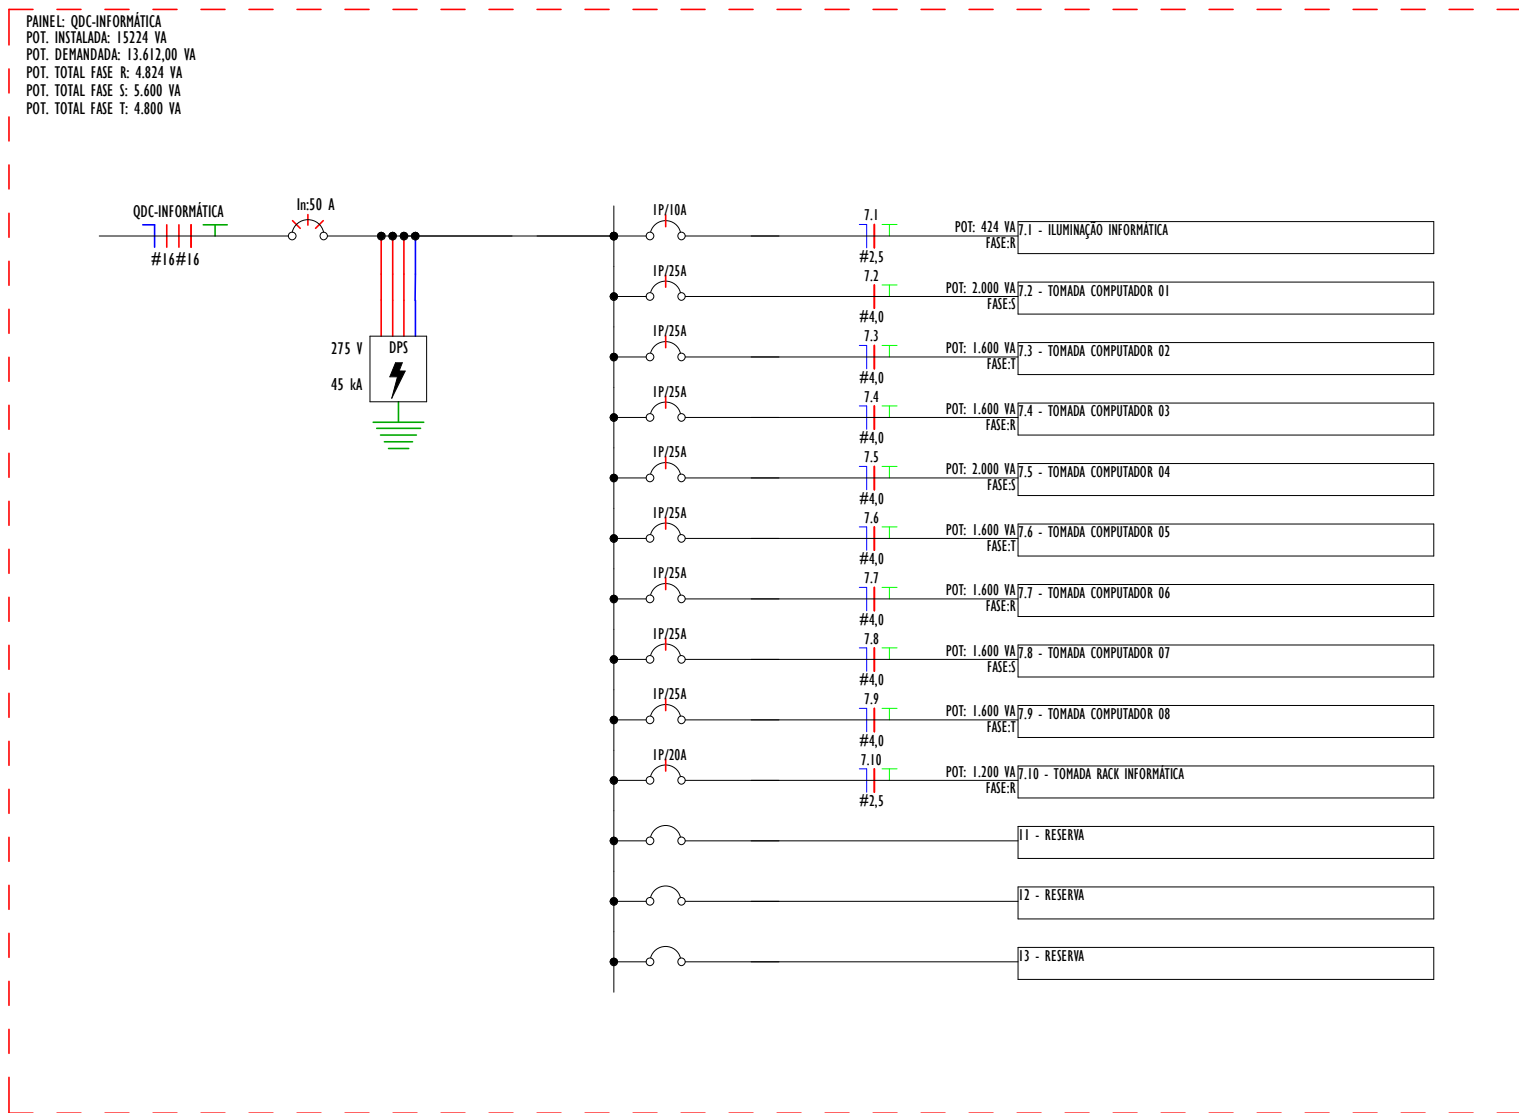 PAINEL: QDC-INFORMÁTICA
POT. INSTALADA: 15224 VA
POT. DEMANDADA: 13.612,00 VA
POT. TOTAL FASE R: 4.824 VA
POT. TOTAL FASE S: 5.600 VA
POT. TOTAL FASE T: 4.800 VA
QDC-INFORMÁTICA
#16#16
In:50 A
275 V
45 kA
DPS
1P/10A
7.1
#2,5
POT: 424 VA
FASE:R
7.1 - ILUMINAÇÃO INFORMÁTICA
1P/25A
7.2
#4,0
POT: 2.000 VA
FASE:S
7.2 - TOMADA COMPUTADOR 01
1P/25A
7.3
#4,0
POT: 1.600 VA
FASE:T
7.3 - TOMADA COMPUTADOR 02
1P/25A
7.4
#4,0
POT: 1.600 VA
FASE:R
7.4 - TOMADA COMPUTADOR 03
1P/25A
7.5
#4,0
POT: 2.000 VA
FASE:S
7.5 - TOMADA COMPUTADOR 04
1P/25A
7.6
#4,0
POT: 1.600 VA
FASE:T
7.6 - TOMADA COMPUTADOR 05
1P/25A
7.7
#4,0
POT: 1.600 VA
FASE:R
7.7 - TOMADA COMPUTADOR 06
1P/25A
7.8
#4,0
POT: 1.600 VA
FASE:S
7.8 - TOMADA COMPUTADOR 07
1P/25A
7.9
#4,0
POT: 1.600 VA
FASE:T
7.9 - TOMADA COMPUTADOR 08
1P/20A
7.10
#2,5
POT: 1.200 VA
FASE:R
7.10 - TOMADA RACK INFORMÁTICA
11 - RESERVA
12 - RESERVA
13 - RESERVA